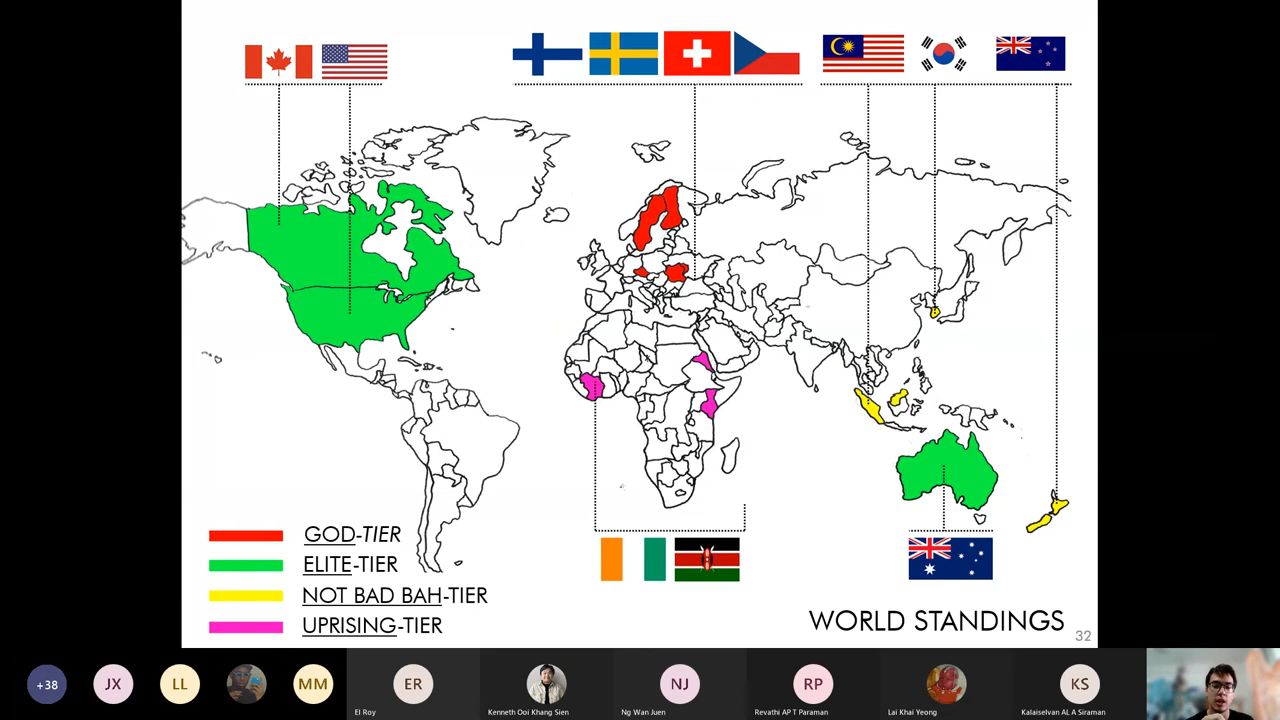 GOD-TIER
ELITE-TIER
NOT BAD BAH-TIER
UPRISING-TIER
WORLD STANDINGS
32
+38
JX
LL
MM
ER
El Roy
Kenneth Ooi Khang Sien
NJ
Ng Wan Juen
RP
Revathi AP T Paraman
Lai Khai Yeong
KS
Kalaiselvan AL A Siraman